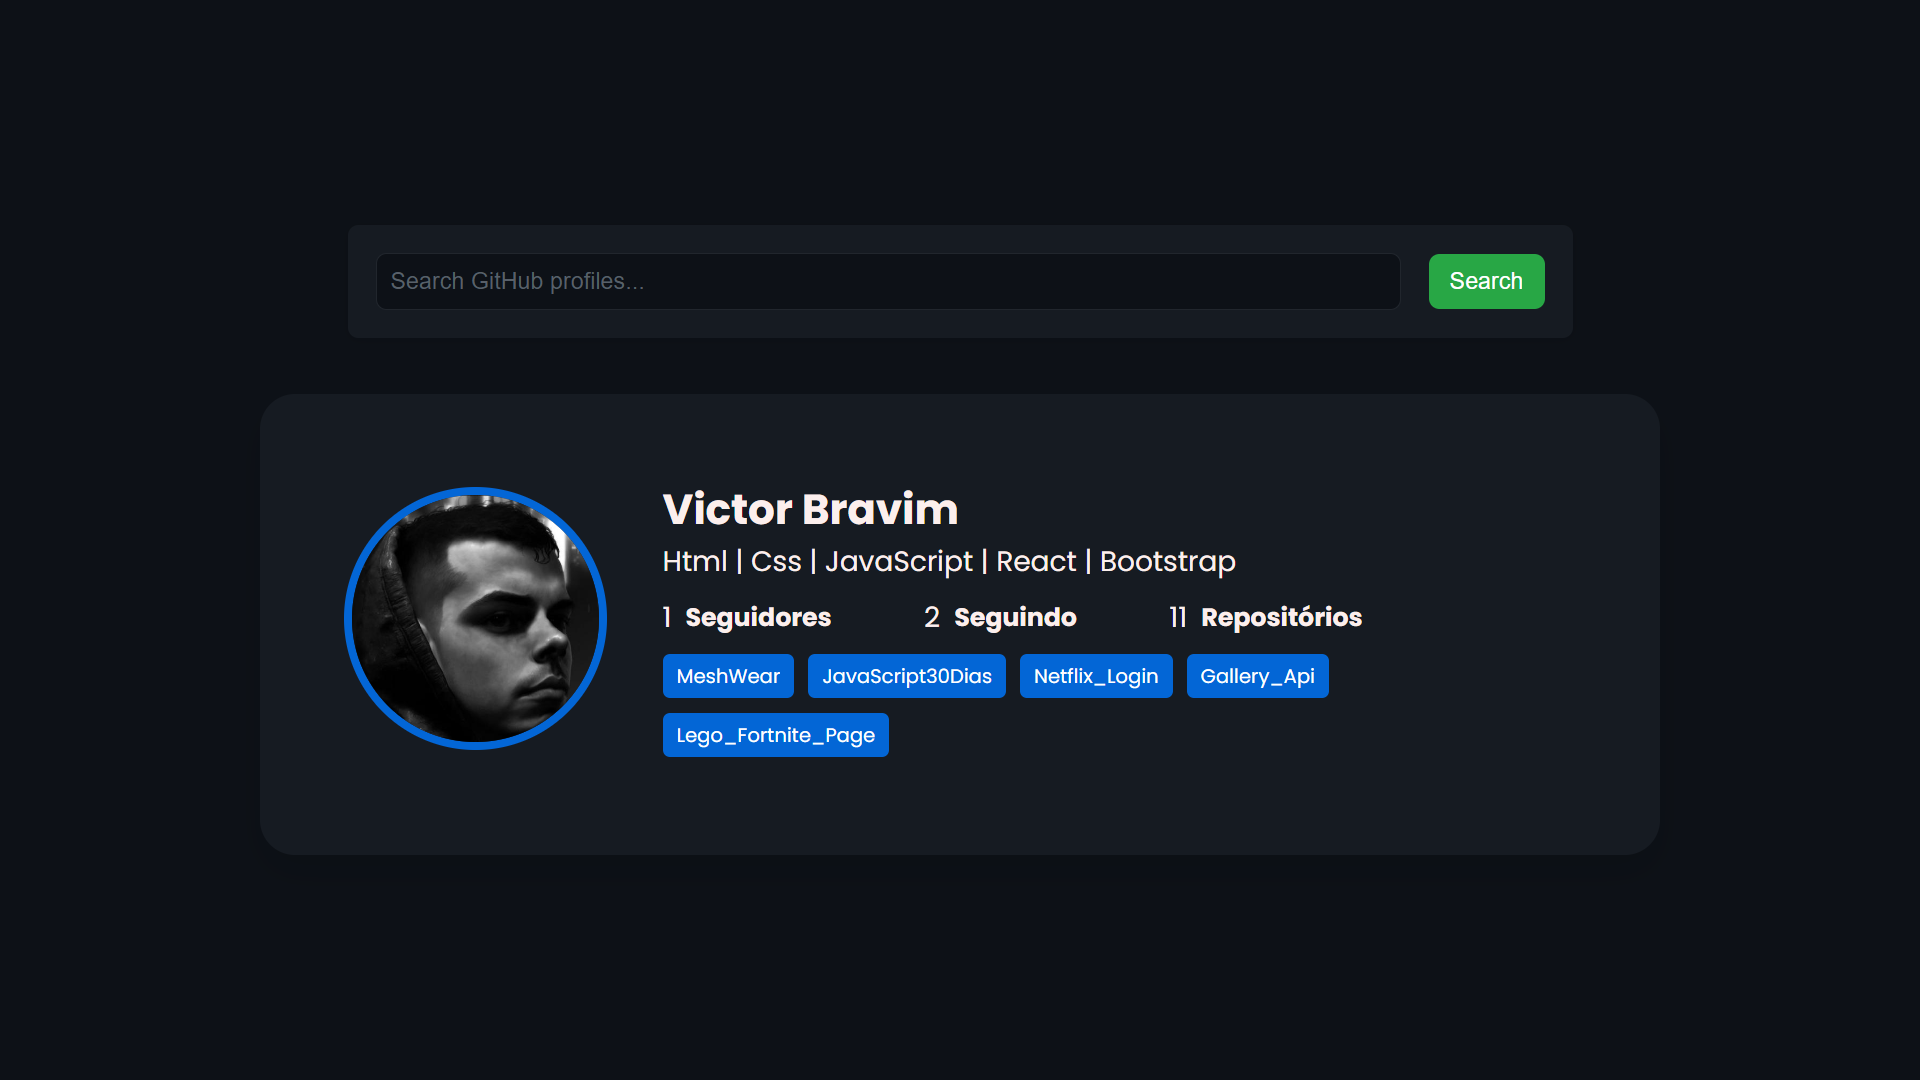 Search GitHub profiles...
Search
Victor Bravim
Html | Css | JavaScript | React | Bootstrap
1 Seguidores 2 Seguindo 11 Repositórios
MeshWear JavaScript30Dias Netflix_Login Gallery_Api
Lego_Fortnite_Page